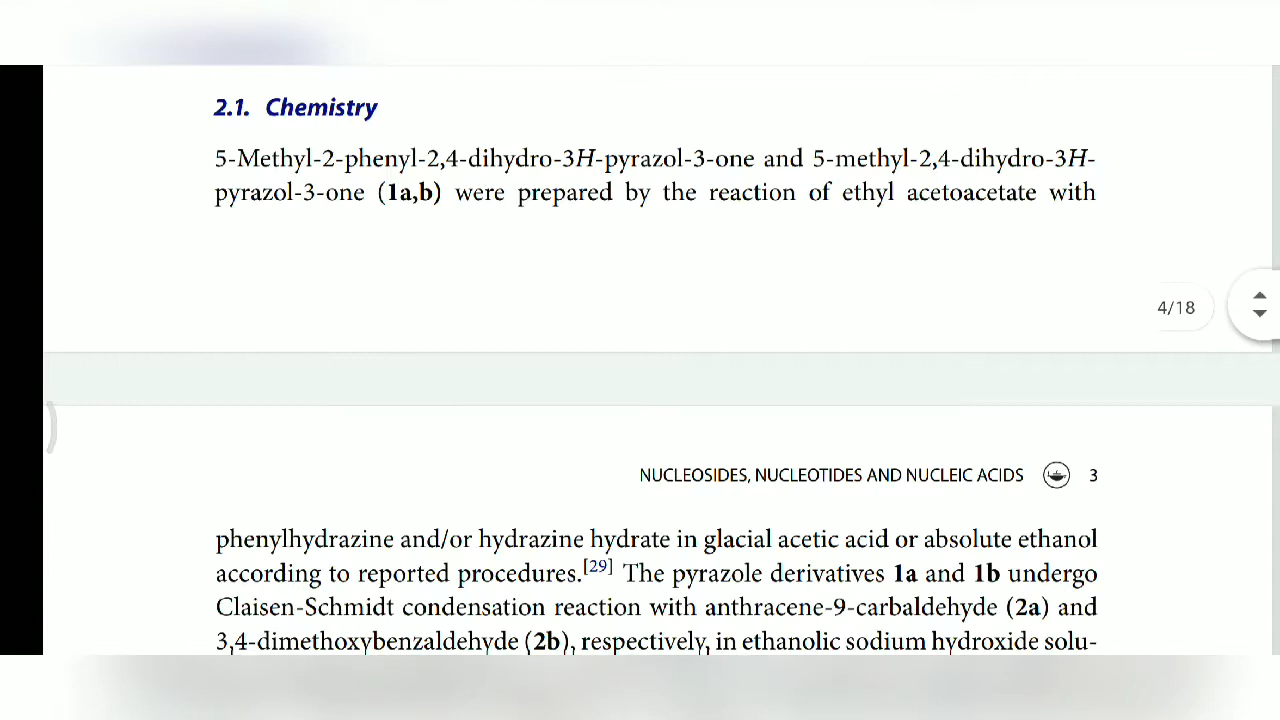 2.1. Chemistry
5-Methyl-2-phenyl-2,4-dihydro-3H-pyrazol-3-one and 5-methyl-2,4-dihydro-3H-
pyrazol-3-one (1a,b) were prepared by the reaction of ethyl acetoacetate with
4/18
NUCLEOSIDES, NUCLEOTIDES AND NUCLEIC ACIDS 3
phenylhydrazine and/or hydrazine hydrate in glacial acetic acid or absolute ethanol
according to reported procedures.[29] The pyrazole derivatives 1a and 1b undergo
Claisen-Schmidt condensation reaction with anthracene-9-carbaldehyde (2a) and
3,4-dimethoxybenzaldehyde (2b), respectively, in ethanolic sodium hydroxide solu-